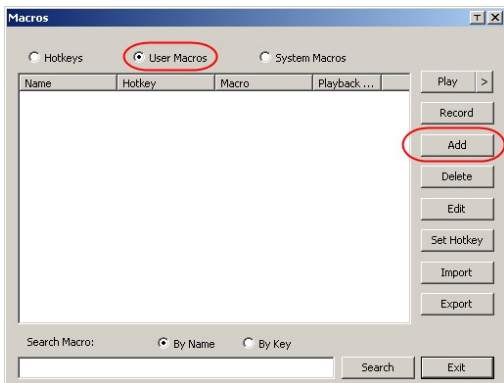 Macros
Hotkeys User Macros System Macros
Name Hotkey Macro Playback ...
Play >
Record
Add
Delete
Edit
Set Hotkey
Import
Export
Search Macro: By Name By Key
Search Exit